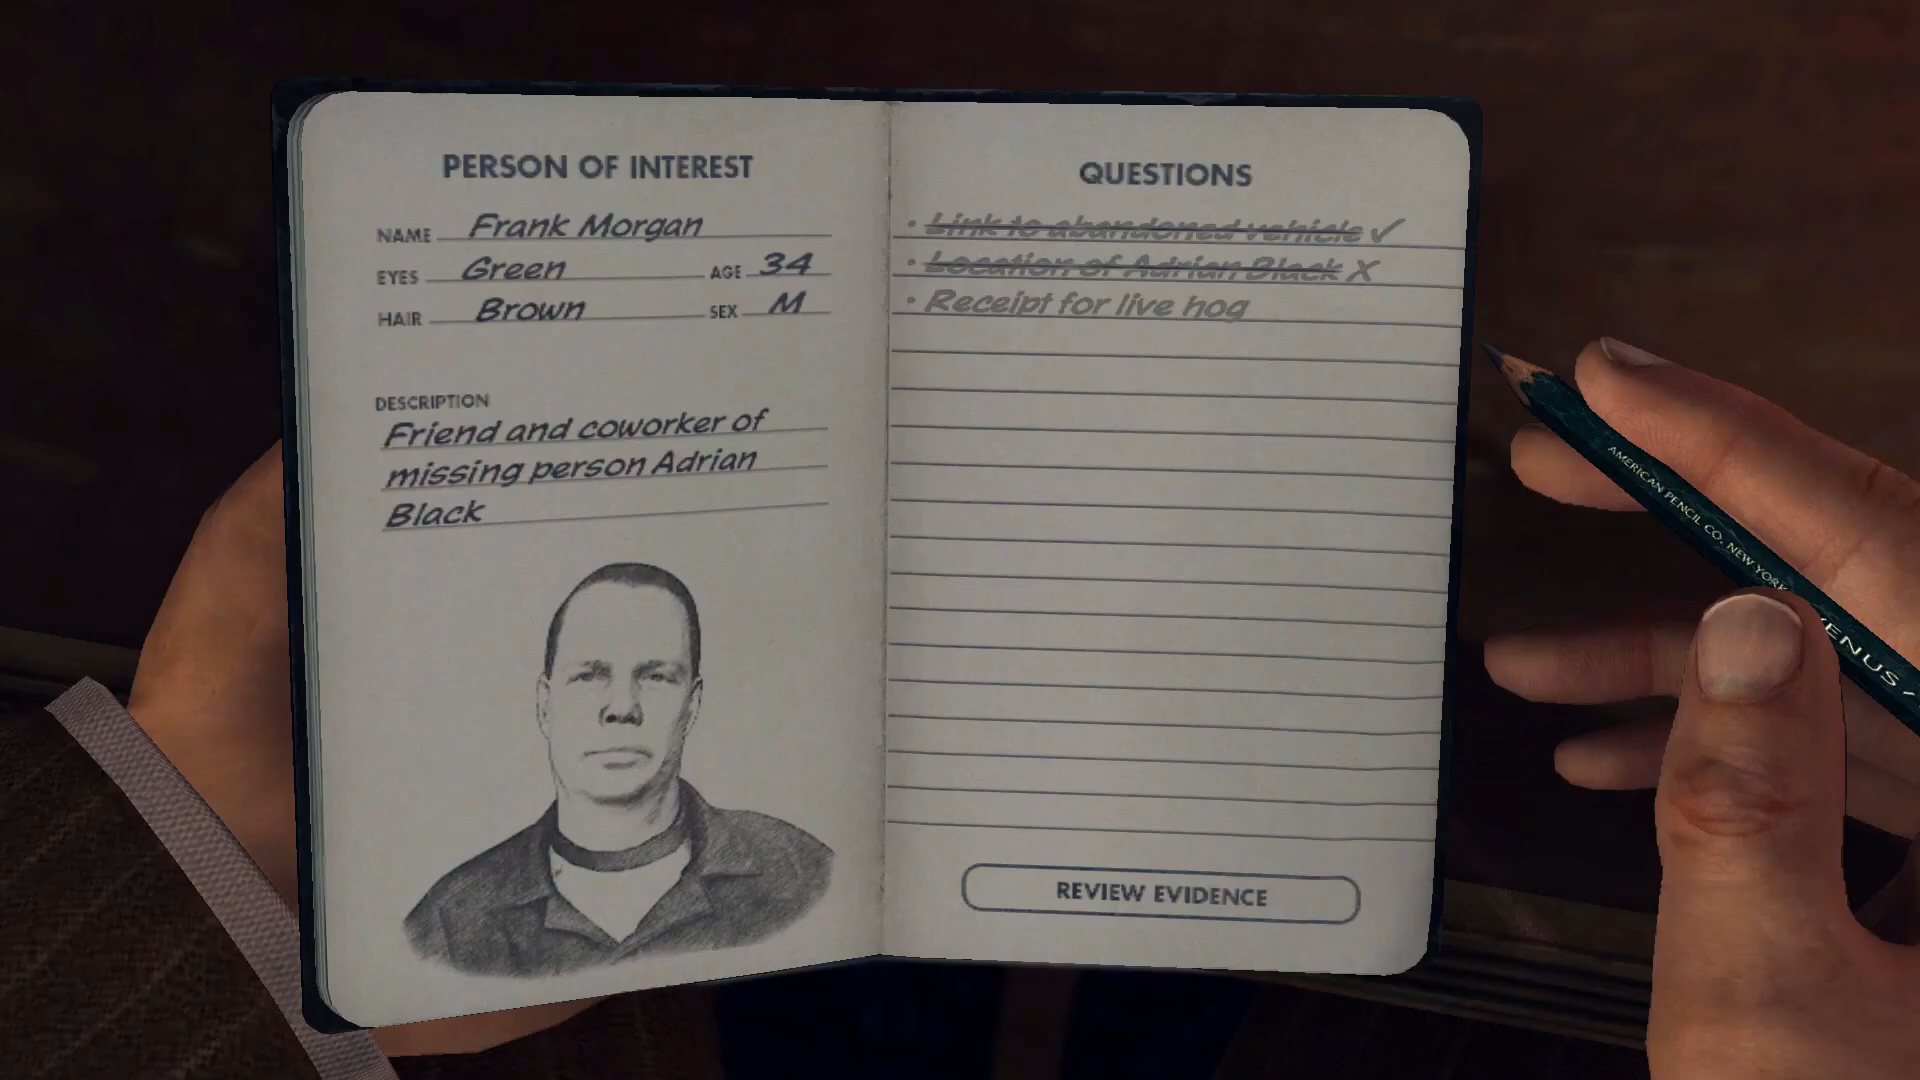 PERSON OF INTEREST
NAME Frank Morgan
EYES Green AGE 34
HAIR Brown SEX M
DESCRIPTION
Friend and coworker of
missing person Adrian
Black
QUESTIONS
• Link to abandoned vehicle ✓
• Location of Adrian Black X
• Receipt for live hog
REVIEW EVIDENCE
AMERICAN PENCIL CO. NEW YORK
VENUS